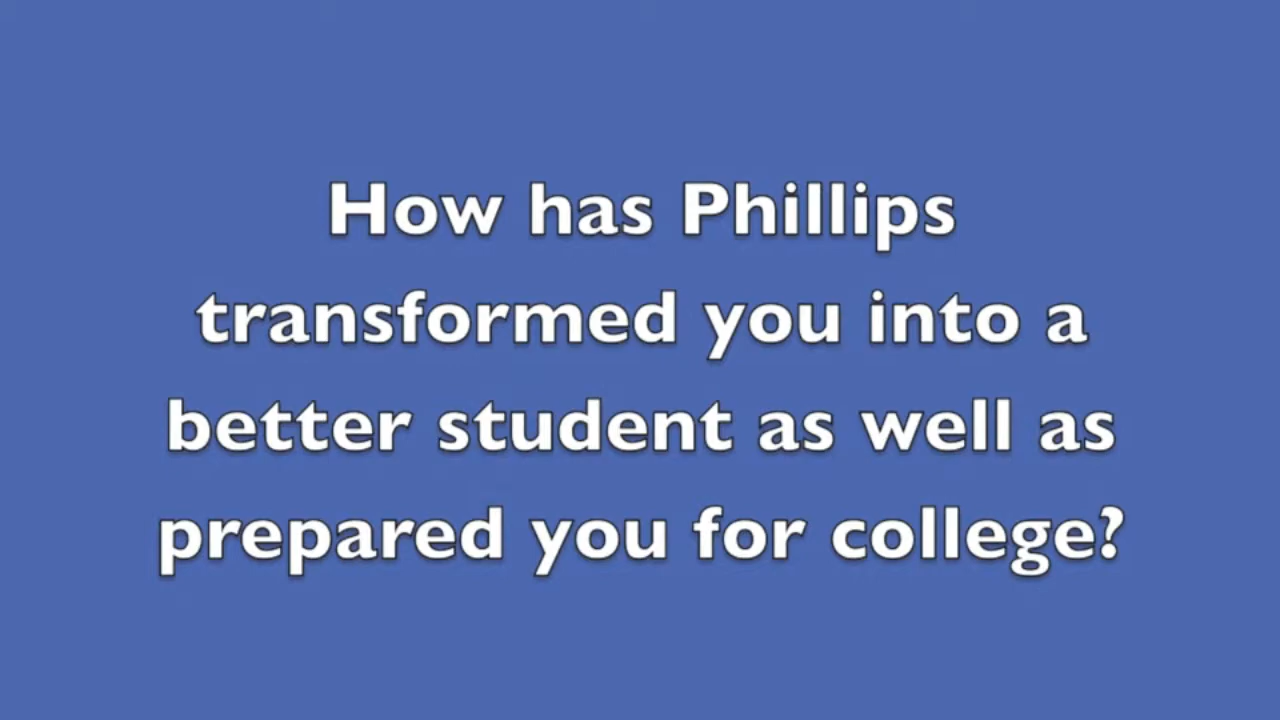 How has Phillips
transformed you into a
better student as well as
prepared you for college?